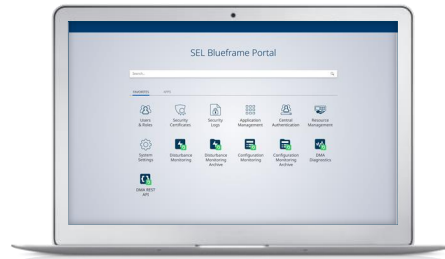 SEL Blueframe Portal
Search...
FAVORITES
Users
& Roles
Security
Certificates
Security
Logs
Application
Management
Central
Authentication
Resource
Management
System
Settings
Disturbance
Monitoring
Disturbance
Monitoring
Archive
Configuration
Monitoring
Configuration
Monitoring
Archive
DMA
Diagnostics
DMA REST
API